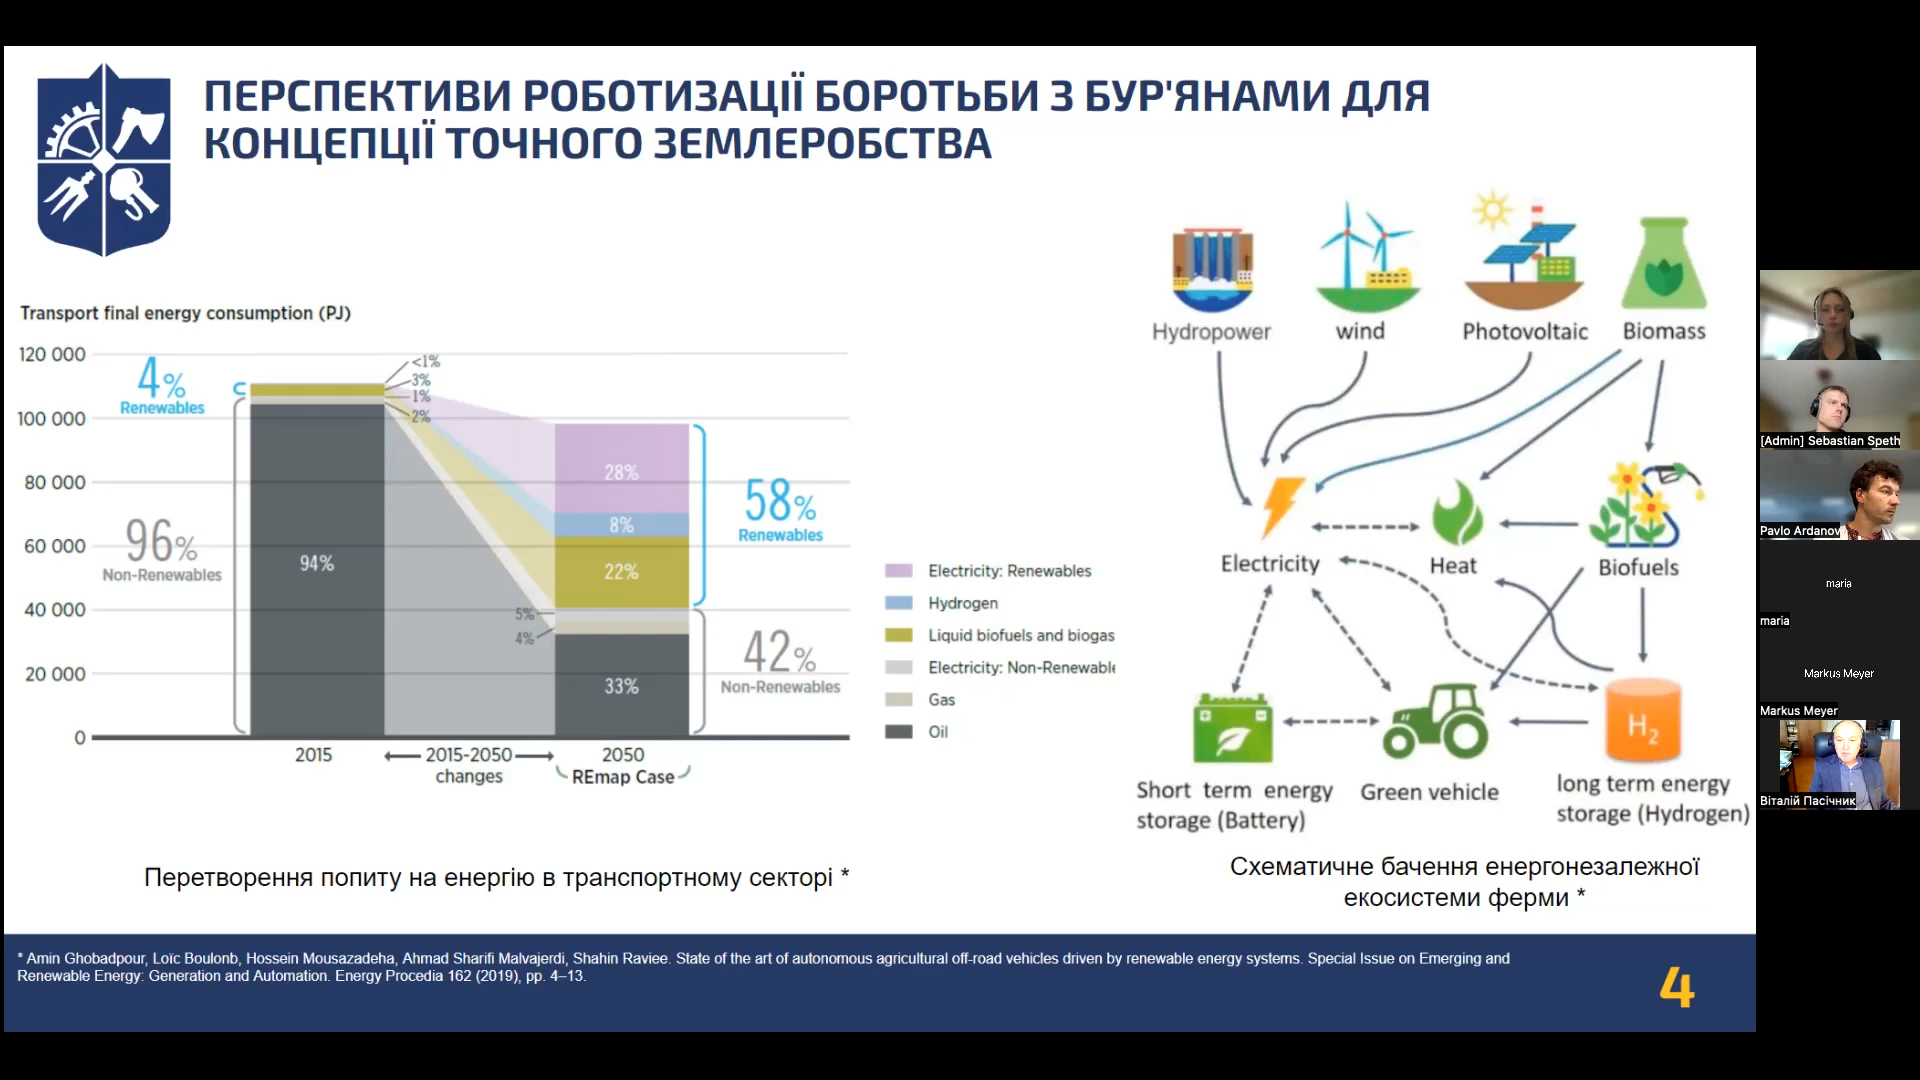 ПЕРСПЕКТИВИ РОБОТИЗАЦІЇ БОРОТЬБИ З БУР'ЯНАМИ ДЛЯ
КОНЦЕПЦІЇ ТОЧНОГО ЗЕМЛЕРОБСТВА
Transport final energy consumption (PJ)
120 000
100 000
80 000
60 000
40 000
20 000
0
4%
Renewables
96%
Non-Renewables
94%
<1%
3%
1%
2%
5%
4%
28%
8%
22%
33%
58%
Renewables
42%
Non-Renewables
2015
2015-2050
changes
2050
REmap Case
Electricity: Renewables
Hydrogen
Liquid biofuels and biogas
Electricity: Non-Renewable
Gas
Oil
Перетворення попиту на енергію в транспортному секторі *
Hydropower
wind
Photovoltaic
Biomass
Electricity
Heat
Biofuels
H2
Short term energy
storage (Battery)
Green vehicle
long term energy
storage (Hydrogen)
Схематичне бачення енергонезалежної
екосистеми ферми *
* Amin Ghobadpour, Loïc Boulonb, Hossein Mousazadeha, Ahmad Sharifi Malvajerdi, Shahin Raviee. State of the art of autonomous agricultural off-road vehicles driven by renewable energy systems. Special Issue on Emerging and
Renewable Energy: Generation and Automation. Energy Procedia 162 (2019), pp. 4–13.
4
[Admin] Sebastian Speth
Pavlo Ardanov
maria
maria
Markus Meyer
Markus Meyer
Віталій Пасічник